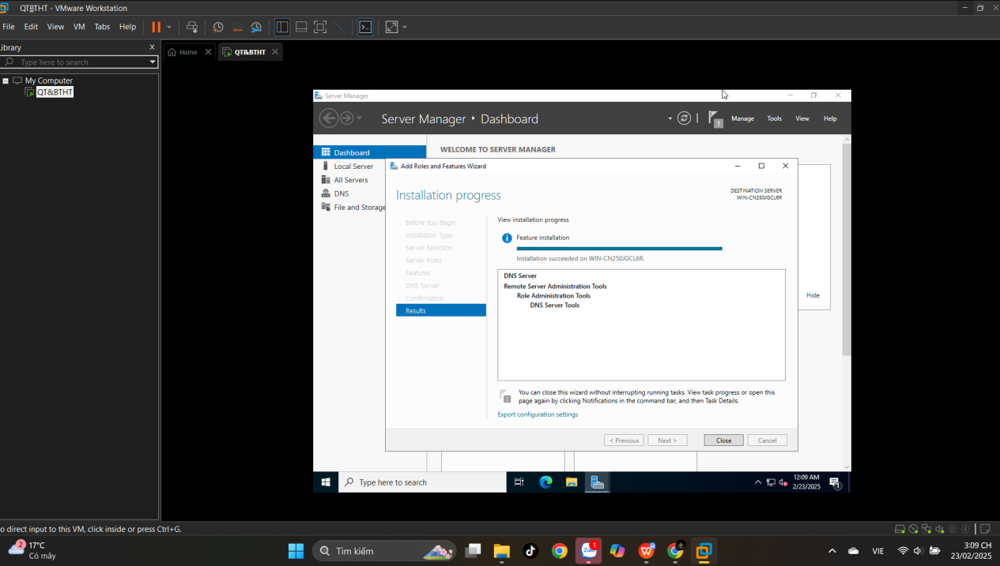 QTBTHT - VMware Workstation
File Edit View VM Tabs Help
ibrary
Type here to search
My Computer
QT&BTHT
Home
QT&BTHT
Server Manager
Server Manager ‣ Dashboard
1
Manage Tools View Help
Dashboard
Local Server
All Servers
DNS
File and Storage
WELCOME TO SERVER MANAGER
Hide
Add Roles and Features Wizard
Installation progress
DESTINATION SERVER
WIN-CN250JGCL6R
Before You Begin
Installation Type
Server Selection
Server Roles
Features
DNS Server
Confirmation
Results
View installation progress
Feature installation
Installation succeeded on WIN-CN250JGCL6R.
DNS Server
Remote Server Administration Tools
Role Administration Tools
DNS Server Tools
1
You can close this wizard without interrupting running tasks. View task progress or open this
page again by clicking Notifications in the command bar, and then Task Details.
Export configuration settings
< Previous Next > Close Cancel
Type here to search
12:09 AM
2/23/2025
1
o direct input to this VM, click inside or press Ctrl+G.
2
17°C
Có mây
Tìm kiếm
Zalo
1
VIE
3:09 CH
23/02/2025